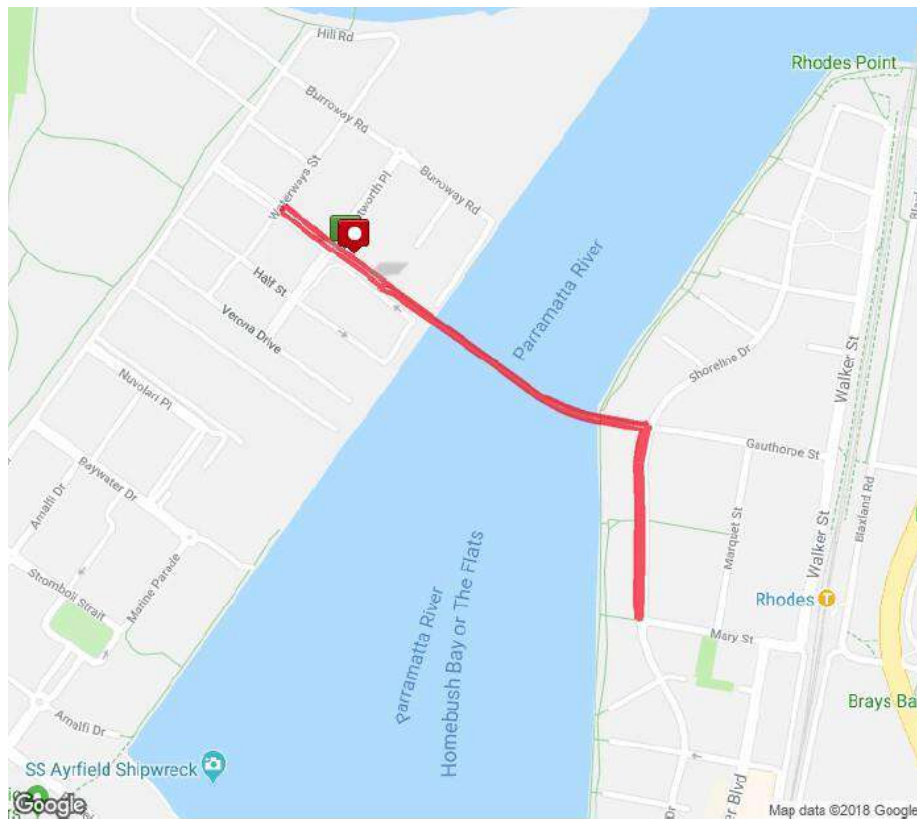 Hill Rd
Rhodes Point
Burroway Rd
Burroway Rd
Waterways St
Half St
Verona Drive
Parramatta River
Shoreline Dr
Walker St
Nuvolari Pl
Gauthorpe St
Baywater Dr
Amalfi Dr
Marquet St
Walker St
Blaxland Rd
Marine Parade
Stromboli Strait
Parramatta River
Homebush Bay or The Flats
Rhodes T
Mary St
Brays Ba
Amalfi Dr
SS Ayrfield Shipwreck
Google
Map data ©2018 Google